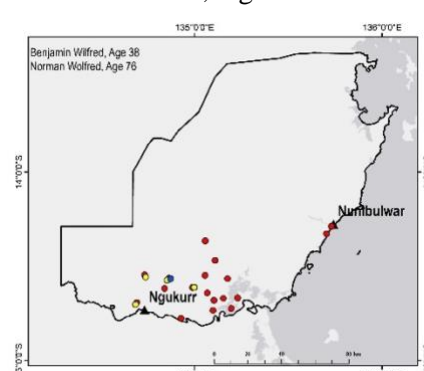 135°0'0"E
136°0'0"E
Benjamin Wilfred, Age 38
Norman Wolfred, Age 76
14°0'0"S
Numbulwar
Ngukurr